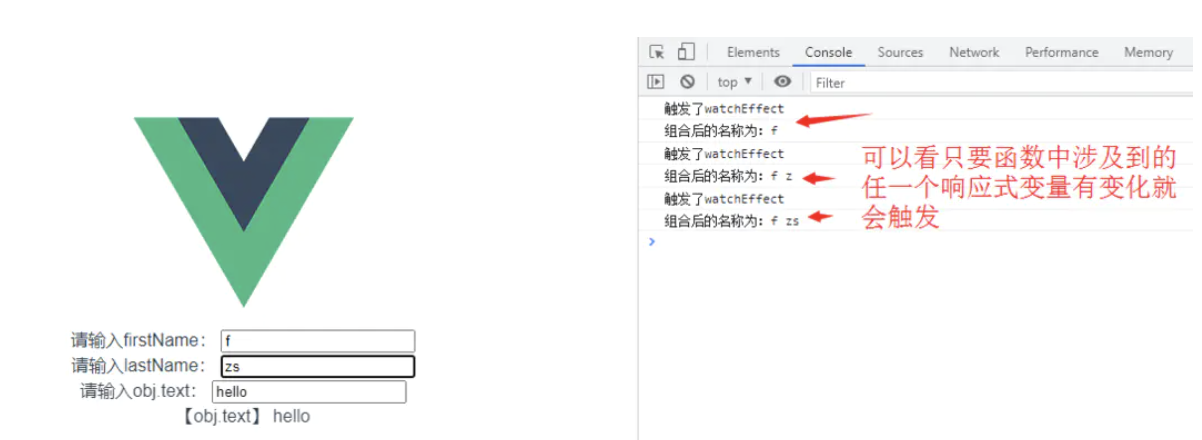 Elements Console Sources Network Performance Memory
top Filter
触发了watchEffect
组合后的名称为：f
触发了watchEffect
组合后的名称为：f z
触发了watchEffect
组合后的名称为：f zs
可以看只要函数中涉及到的
任一个响应式变量有变化就
会触发
请输入firstName： f
请输入lastName： zs
请输入obj.text： hello
【obj.text】 hello